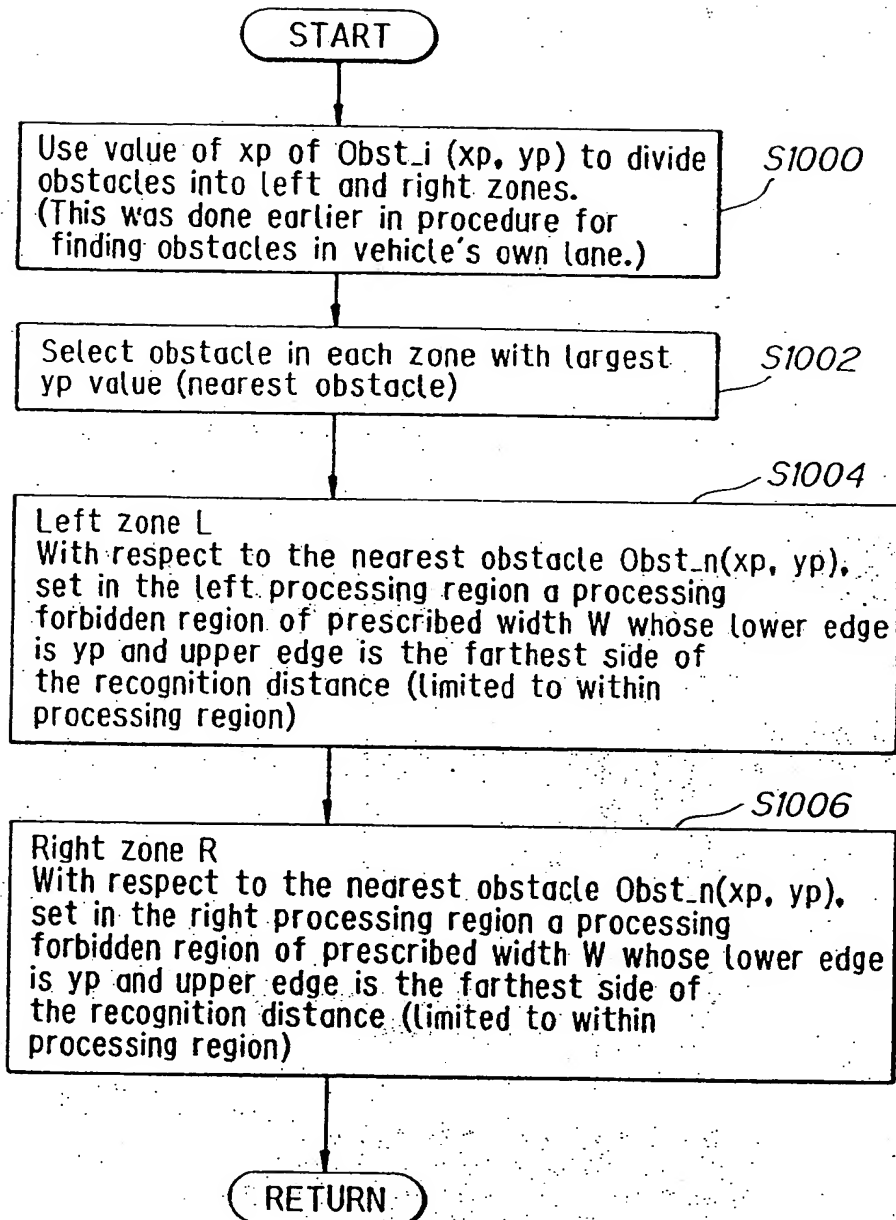 START
Use value of xp of Obst_i (xp, yp) to divide
obstacles into left and right zones.
(This was done earlier in procedure for
finding obstacles in vehicle's own lane.)
S1000
Select obstacle in each zone with largest
yp value (nearest obstacle)
S1002
S1004
Left zone L
With respect to the nearest obstacle Obst_n(xp, yp),
set in the left processing region a processing
forbidden region of prescribed width W whose lower edge
is yp and upper edge is the farthest side of
the recognition distance (limited to within
processing region)
S1006
Right zone R
With respect to the nearest obstacle Obst_n(xp, yp),
set in the right processing region a processing
forbidden region of prescribed width W whose lower edge
is yp and upper edge is the farthest side of
the recognition distance (limited to within
processing region)
RETURN